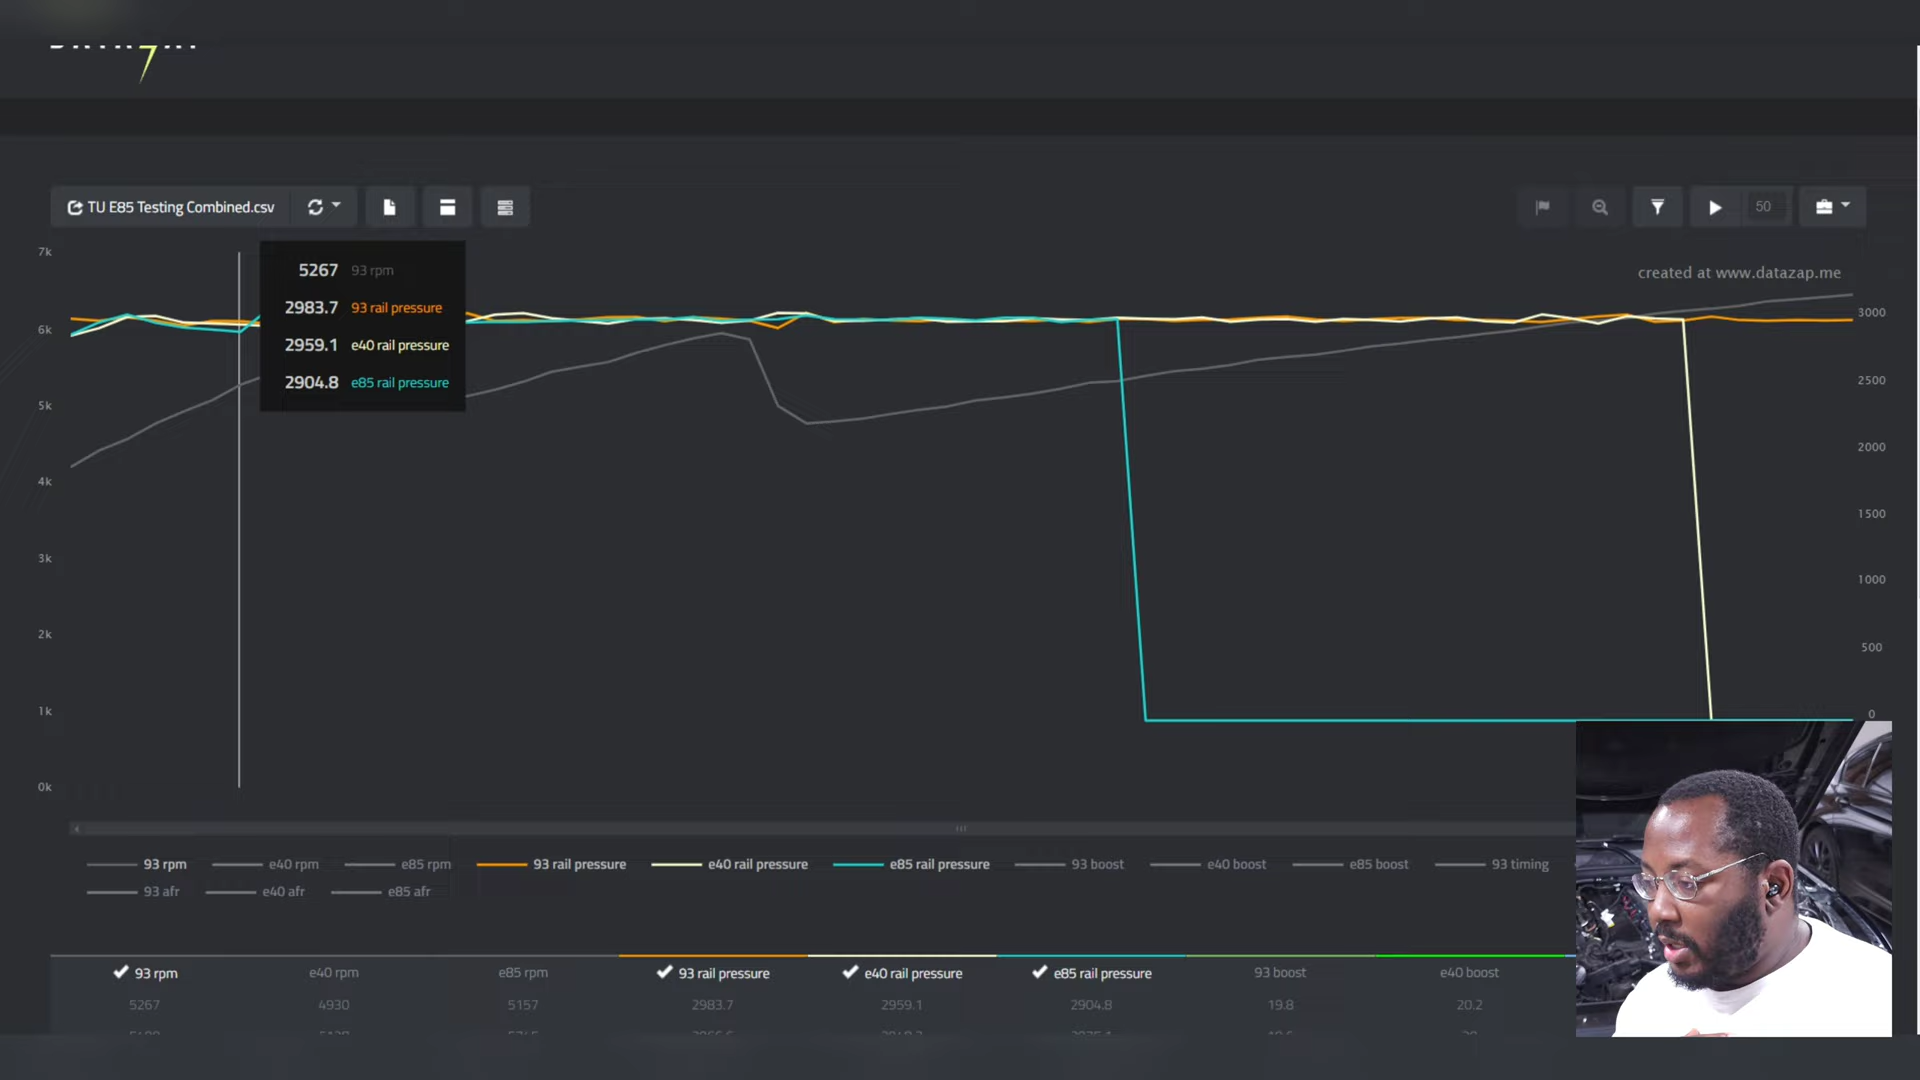 TU E85 Testing Combined.csv
50
7k
6k
5k
4k
3k
2k
1k
0k
5267 93 rpm
2983.7 93 rail pressure
2959.1 e40 rail pressure
2904.8 e85 rail pressure
created at www.datazap.me
3000
2500
2000
1500
1000
500
0
93 rpm e40 rpm e85 rpm 93 rail pressure e40 rail pressure e85 rail pressure 93 boost e40 boost e85 boost 93 timing
93 afr e40 afr e85 afr
93 rpm e40 rpm e85 rpm 93 rail pressure e40 rail pressure e85 rail pressure 93 boost e40 boost
5267 4930 5157 2983.7 2959.1 2904.8 19.8 20.2